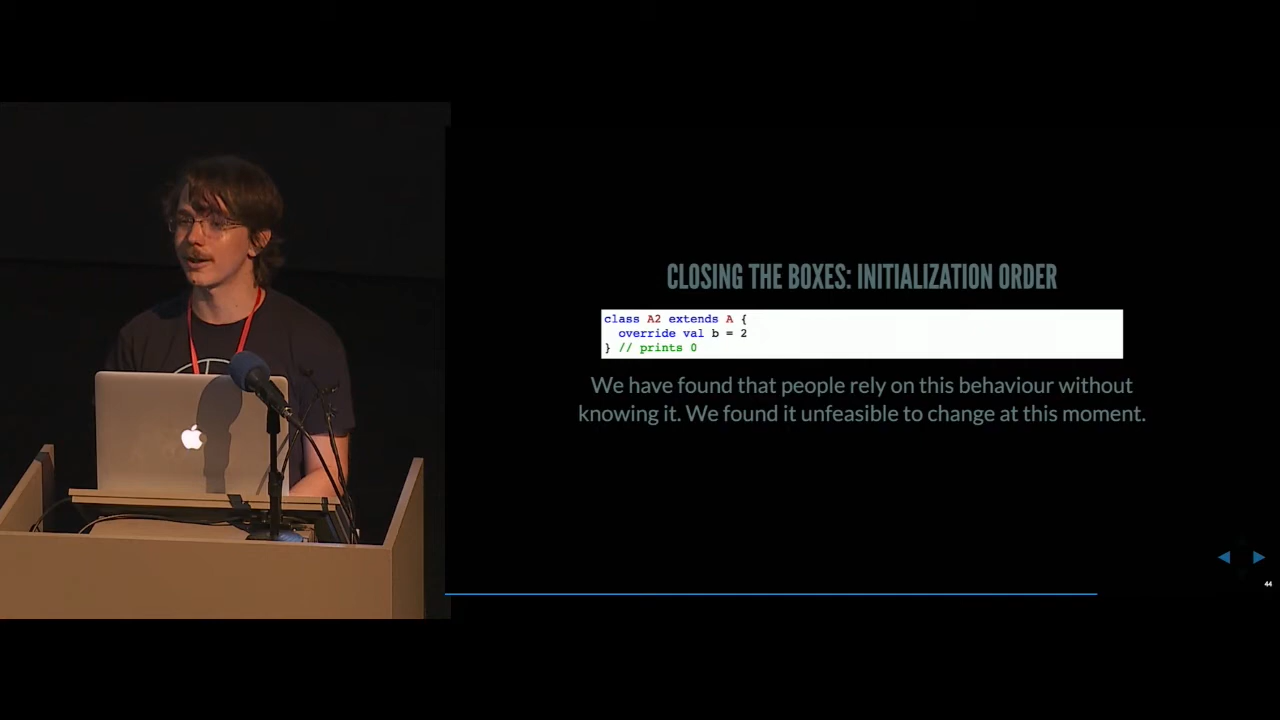 CLOSING THE BOXES: INITIALIZATION ORDER
class A2 extends A {
override val b = 2
} // prints 0
We have found that people rely on this behaviour without
knowing it. We found it unfeasible to change at this moment.
44